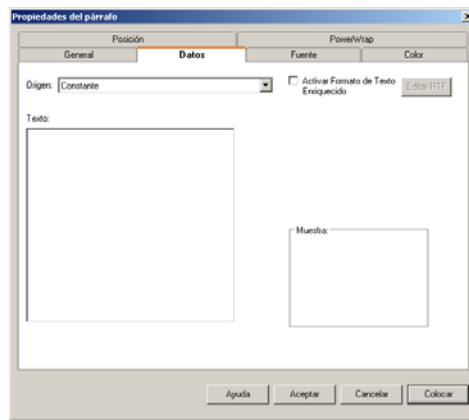 Propiedades del párrafo
Posición
PowerWrap
General
Datos
Fuente
Color
Origen: Constante
Activar Formato de Texto
Enriquecido
Editar RTF
Texto:
Muestra:
Ayuda
Aceptar
Cancelar
Colocar